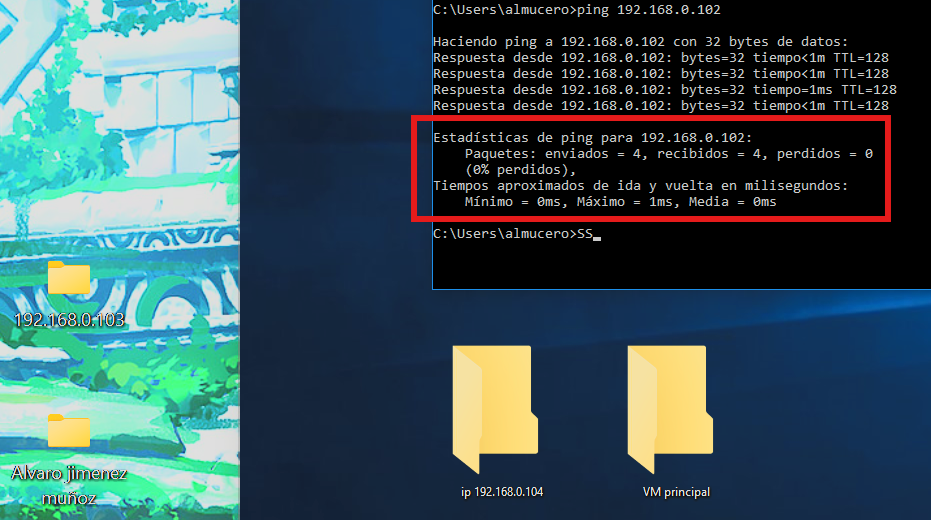 C:\Users\almucero>ping 192.168.0.102
Haciendo ping a 192.168.0.102 con 32 bytes de datos:
Respuesta desde 192.168.0.102: bytes=32 tiempo<1m TTL=128
Respuesta desde 192.168.0.102: bytes=32 tiempo<1m TTL=128
Respuesta desde 192.168.0.102: bytes=32 tiempo=1ms TTL=128
Respuesta desde 192.168.0.102: bytes=32 tiempo<1m TTL=128
Estadísticas de ping para 192.168.0.102:
Paquetes: enviados = 4, recibidos = 4, perdidos = 0
(0% perdidos),
Tiempos aproximados de ida y vuelta en milisegundos:
Mínimo = 0ms, Máximo = 1ms, Media = 0ms
C:\Users\almucero>SS
192.168.0.103
Alvaro jimenez
muñoz
ip 192.168.0.104
VM principal